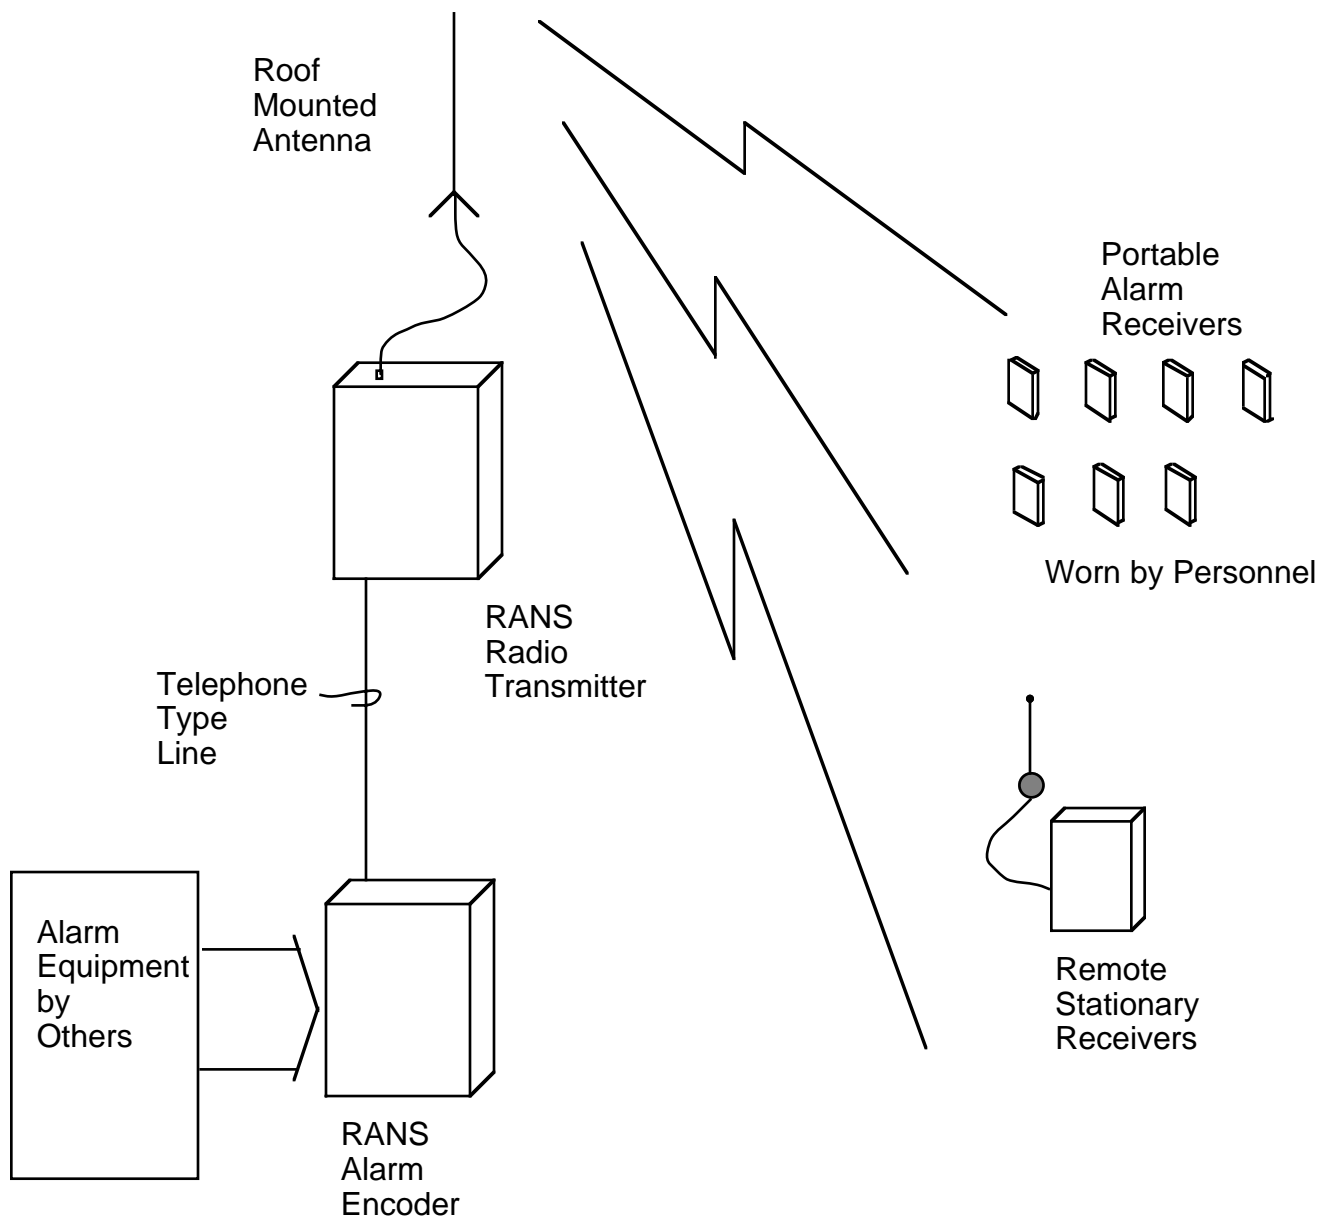 Roof
Mounted
Antenna
Portable
Alarm
Receivers
Worn by Personnel
RANS
Radio
Transmitter
Telephone
Type
Line
Alarm
Equipment
by
Others
Remote
Stationary
Receivers
RANS
Alarm
Encoder